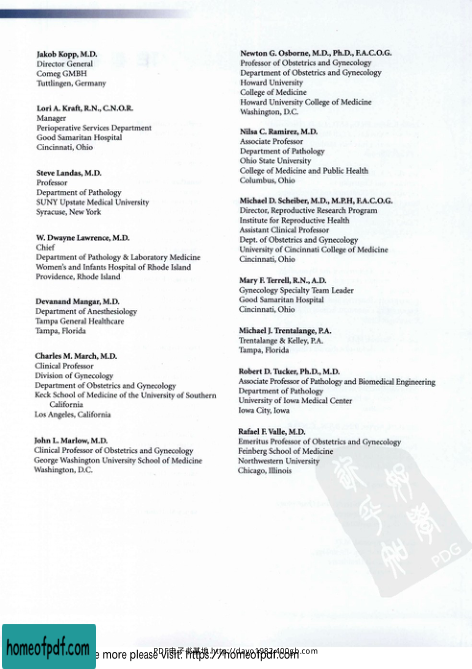 Jakob Kopp, M.D.
Director General
Comeg GMBH
Tuttlingen, Germany
Lori A. Kraft, R.N., C.N.O.R.
Manager
Perioperative Services Department
Good Samaritan Hospital
Cincinnati, Ohio
Steve Landas, M.D.
Professor
Department of Pathology
SUNY Upstate Medical University
Syracuse, New York
W. Dwayne Lawrence, M.D.
Chief
Department of Pathology & Laboratory Medicine
Women's and Infants Hospital of Rhode Island
Providence, Rhode Island
Devanand Mangar, M.D.
Department of Anesthesiology
Tampa General Healthcare
Tampa, Florida
Charles M. March, M.D.
Clinical Professor
Division of Gynecology
Department of Obstetrics and Gynecology
Keck School of Medicine of the University of Southern
California
Los Angeles, California
John L. Marlow, M.D.
Clinical Professor of Obstetrics and Gynecology
George Washington University School of Medicine
Washington, D.C.
Newton G. Osborne, M.D., Ph.D., F.A.C.O.G.
Professor of Obstetrics and Gynecology
Department of Obstetrics and Gynecology
Howard University
College of Medicine
Howard University College of Medicine
Washington, D.C.
Nilsa C. Ramirez, M.D.
Associate Professor
Department of Pathology
Ohio State University
College of Medicine and Public Health
Columbus, Ohio
Michael D. Scheiber, M.D., M.P.H, F.A.C.O.G.
Director, Reproductive Research Program
Institute for Reproductive Health
Assistant Clinical Professor
Dept. of Obstetrics and Gynecology
University of Cincinnati College of Medicine
Cincinnati, Ohio
Mary F. Terrell, R.N., A.D.
Gynecology Specialty Team Leader
Good Samaritan Hospital
Cincinnati, Ohio
Michael J. Trentalange, P.A.
Trentalange & Kelley, P.A.
Tampa, Florida
Robert D. Tucker, Ph.D., M.D.
Associate Professor of Pathology and Biomedical Engineering
Department of Pathology
University of Iowa Medical Center
Iowa City, Iowa
Rafael F. Valle, M.D.
Emeritus Professor of Obstetrics and Gynecology
Feinberg School of Medicine
Northwestern University
Chicago, Illinois
PDG
homeofpdf.com
e more please visit: https://homeofpdf.com